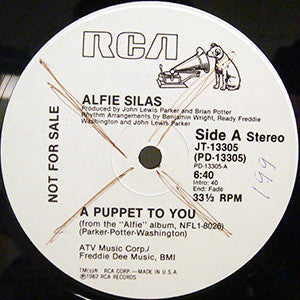 RCA
ALFIE SILAS
Produced by John Lewis Parker and Brian Potter
Rhythm Arrangements by Benjamin Wright, Ready Freddie
Washington and John Lewis Parker
NOT FOR SALE
Side A Stereo
JT-13305
(PD-13305)
PD-13305-A
6:40
Intro: 40
End: Fade
33⅓ RPM
199
A PUPPET TO YOU
(from the "Alfie" album, NFL1-8026)
(Parker-Potter-Washington)
ATV Music Corp./
Freddie Dee Music, BMI
TM(s)® RCA CORP.—MADE IN U.S.A.
℗1982 RCA RECORDS